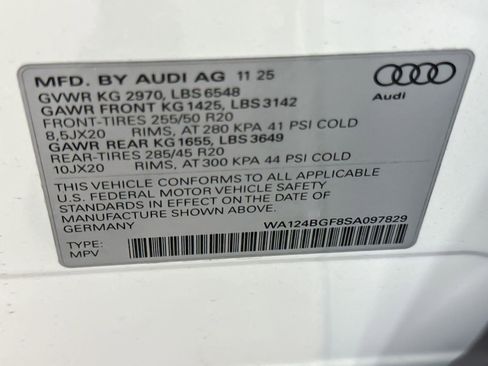 MFD. BY AUDI AG 11 25
GVWR KG 2970, LBS 6548
GAWR FRONT KG 1425, LBS 3142
FRONT-TIRES 255/50 R20
8,5JX20 RIMS, AT 280 KPA 41 PSI COLD
GAWR REAR KG 1655, LBS 3649
REAR-TIRES 285/45 R20
10JX20 RIMS, AT 300 KPA 44 PSI COLD
THIS VEHICLE CONFORMS TO ALL APPLICABLE
U.S. FEDERAL MOTOR VEHICLE SAFETY
STANDARDS IN EFFECT ON THE DATE OF
MANUFACTURE SHOWN ABOVE.
GERMANY
WA124BGF8SA097829
TYPE:
MPV
Audi